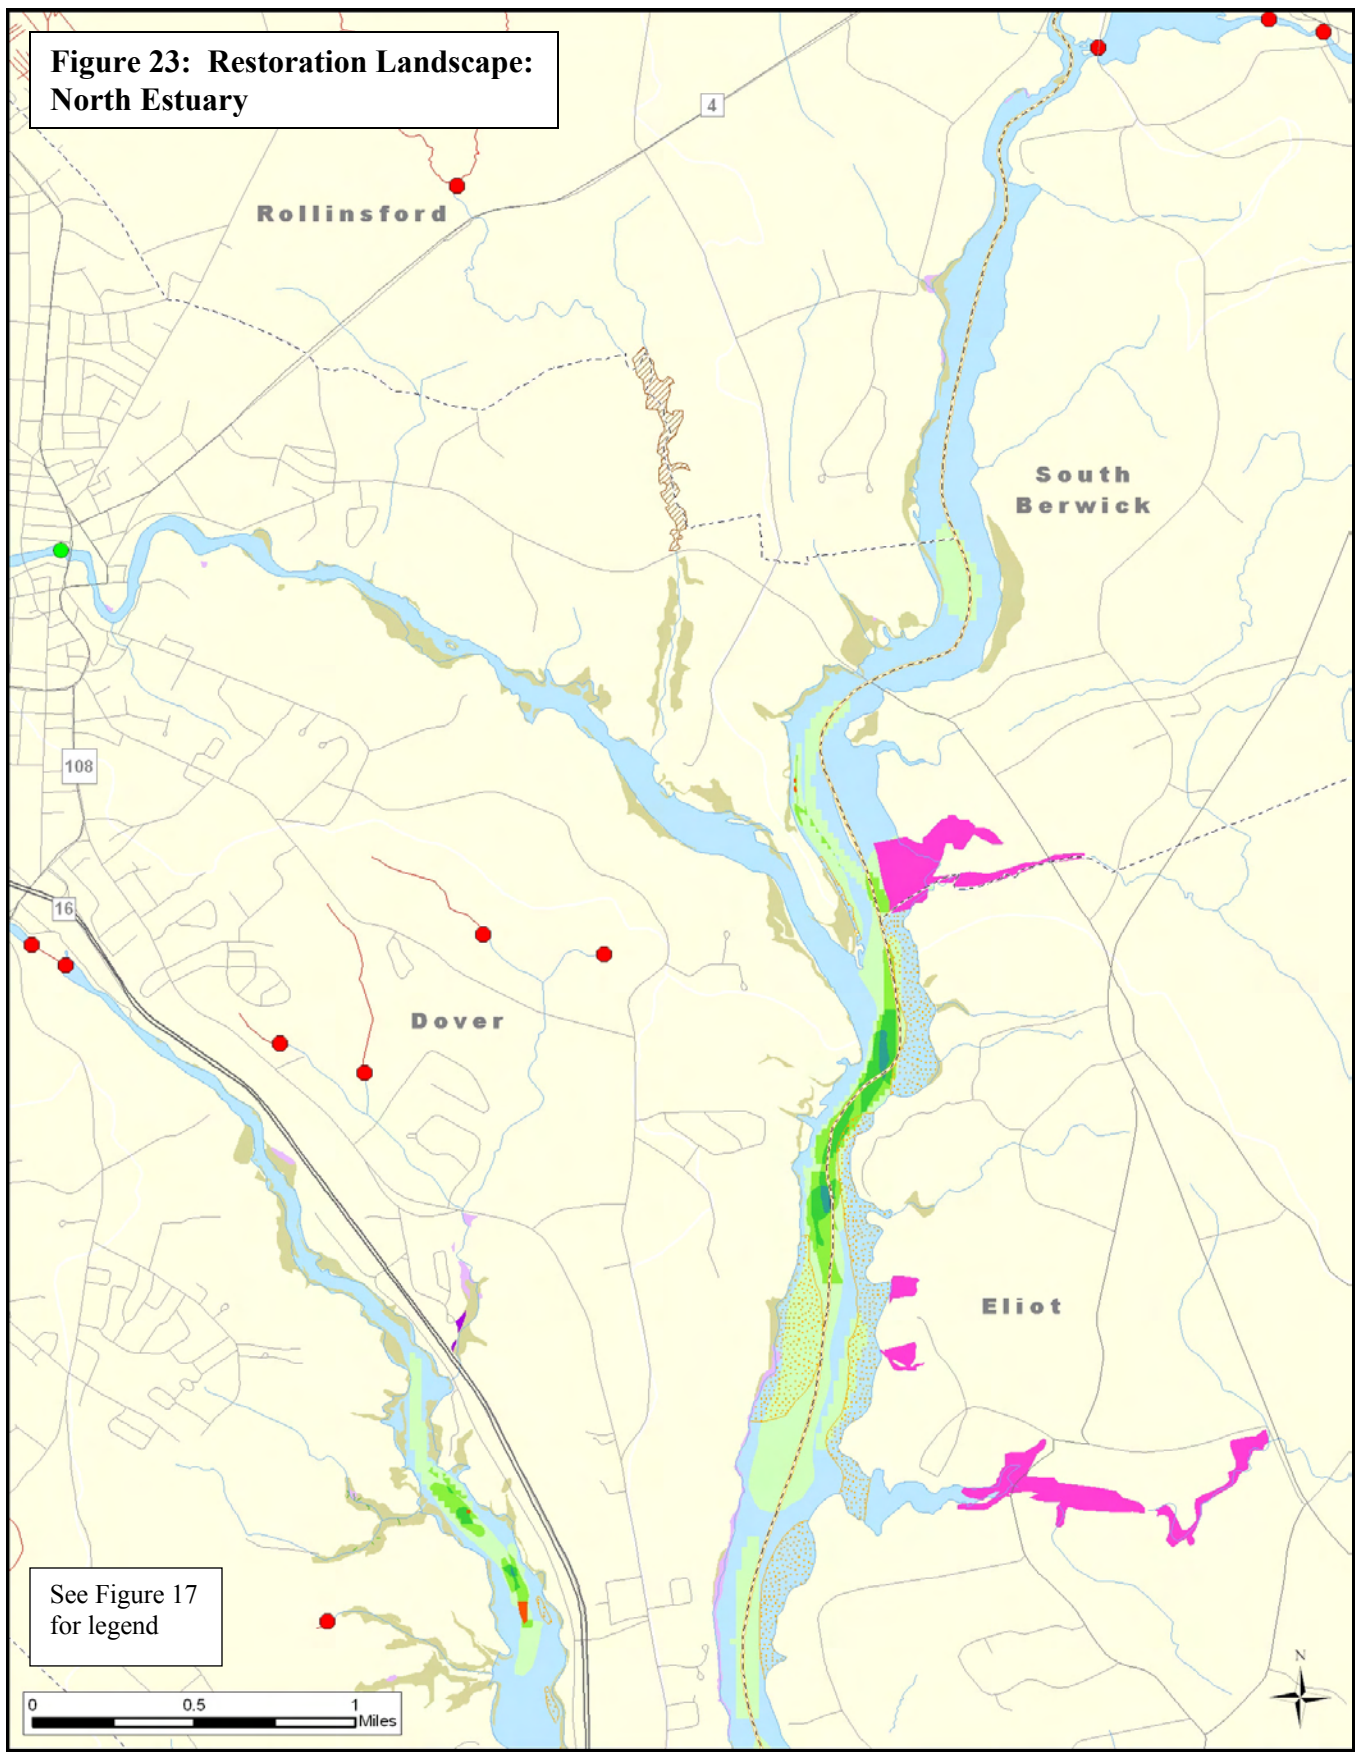 Figure 23: Restoration Landscape:
North Estuary
4
Rollinsford
South
Berwick
108
16
Dover
Eliot
See Figure 17
for legend
N
0 0.5 1
Miles